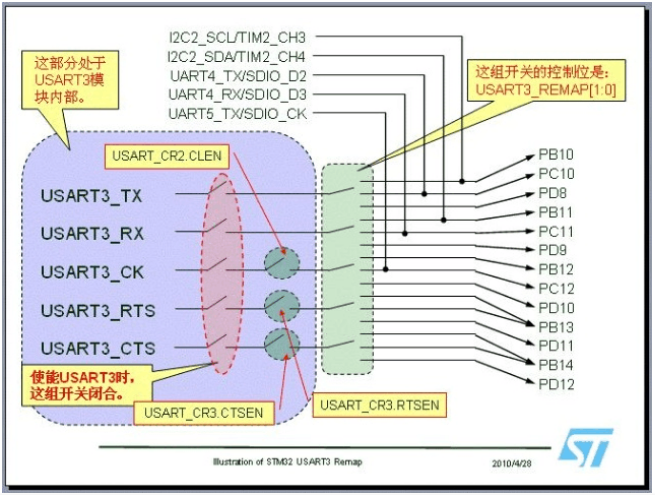 I2C2_SCL/TIM2_CH3
I2C2_SDA/TIM2_CH4
UART4_TX/SDIO_D2
UART4_RX/SDIO_D3
UART5_TX/SDIO_CK
这部分处于
USART3模
块内部。
这组开关的控制位是:
USART3_REMAP[1:0]
USART_CR2.CLEN
USART3_TX
USART3_RX
USART3_CK
USART3_RTS
USART3_CTS
PB10
PC10
PD8
PB11
PC11
PD9
PB12
PC12
PD10
PB13
PD11
PB14
PD12
使能USART3时,
这组开关闭合。
USART_CR3.CTSEN
USART_CR3.RTSEN
Illustration of STM32 USART3 Remap
2010/4/28
ST